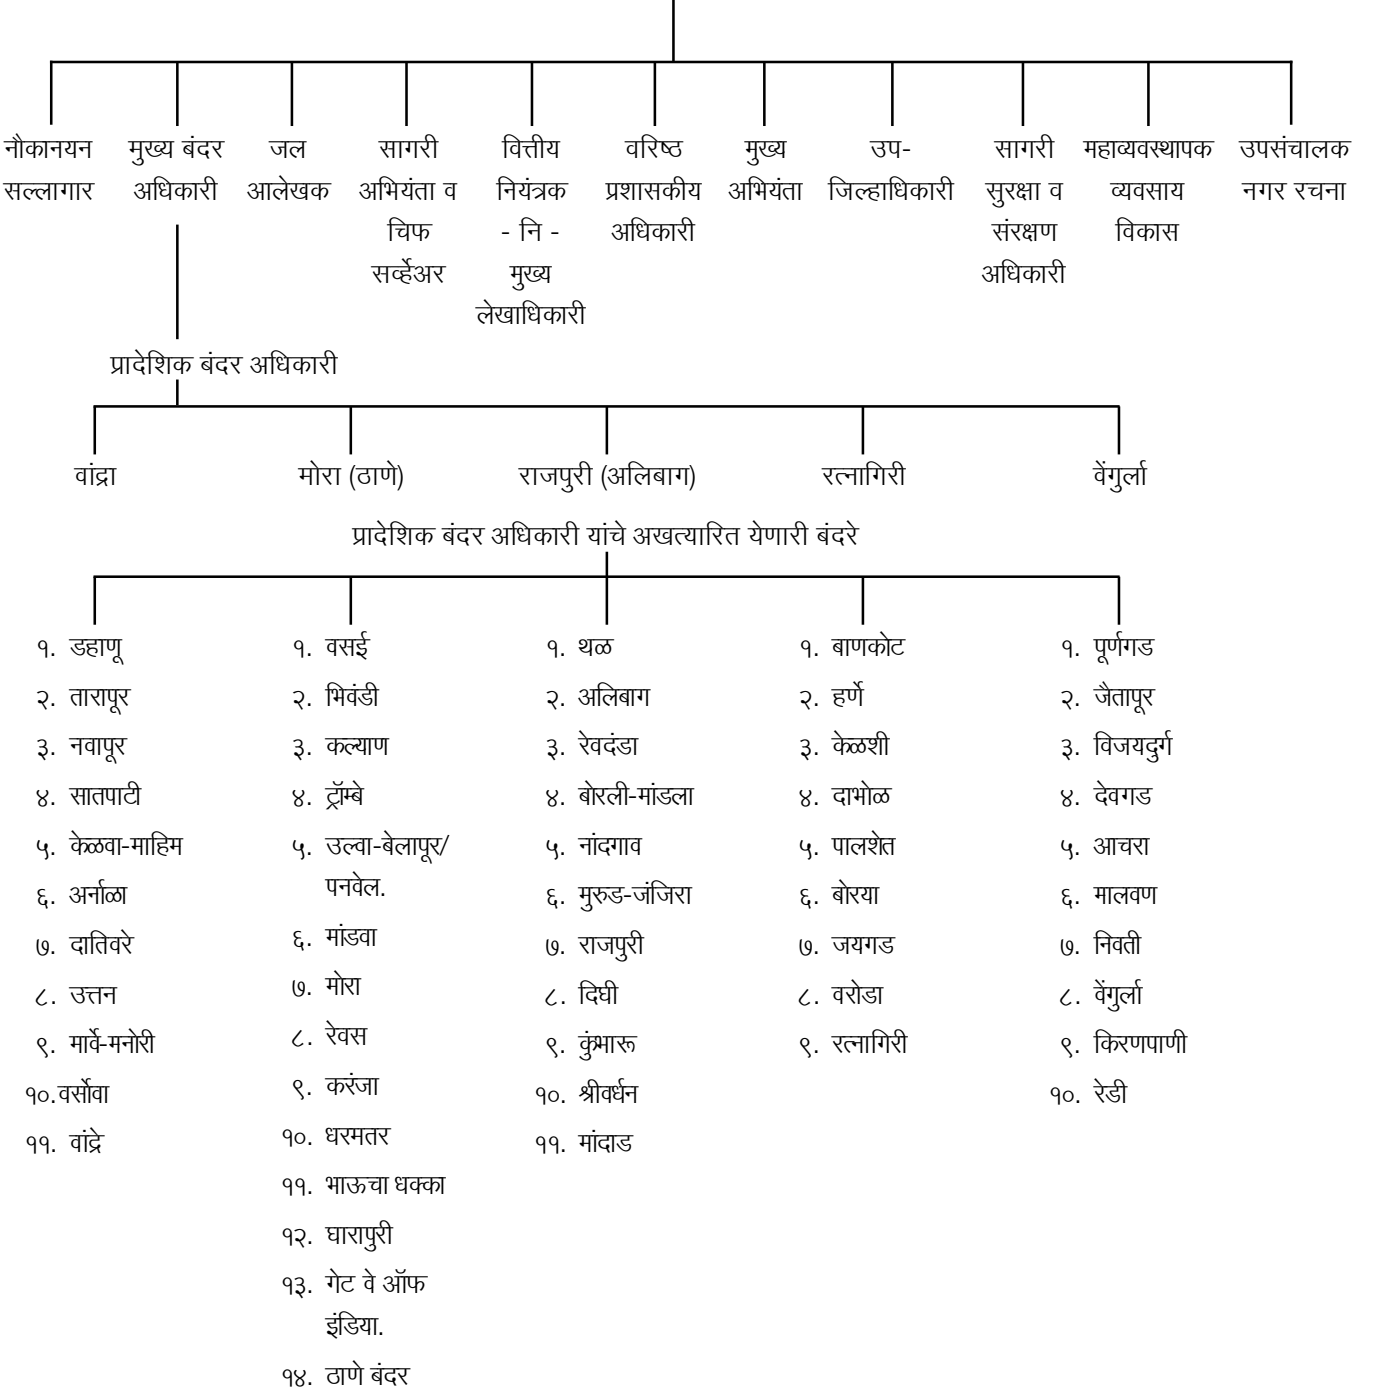 नौकानयन
सल्लागार
मुख्य बंदर
अधिकारी
जल
आलेखक
सागरी
अभियंता व
चिफ
सर्व्हेअर
वित्तीय
नियंत्रक
- नि -
मुख्य
लेखाधिकारी
वरिष्ठ
प्रशासकीय
अधिकारी
मुख्य
अभियंता
उप-
जिल्हाधिकारी
सागरी
सुरक्षा व
संरक्षण
अधिकारी
महाव्यवस्थापक
व्यवसाय
विकास
उपसंचालक
नगर रचना
प्रादेशिक बंदर अधिकारी
वांद्रा
मोरा (ठाणे)
राजपुरी (अलिबाग)
रत्नागिरी
वेंगुर्ला
प्रादेशिक बंदर अधिकारी यांचे अखत्यारित येणारी बंदरे
१. डहाणू
२. तारापूर
३. नवापूर
४. सातपाटी
५. केळवा-माहिम
६. अर्नाळा
७. दातिवरे
८. उत्तन
९. मार्वे-मनोरी
१०. वर्सोवा
११. वांद्रे
१. वसई
२. भिवंडी
३. कल्याण
४. ट्रॉम्बे
५. उल्वा-बेलापूर/
पनवेल.
६. मांडवा
७. मोरा
८. रेवस
९. करंजा
१०. धरमतर
११. भाऊचा धक्का
१२. घारापुरी
१३. गेट वे ऑफ
इंडिया.
१४. ठाणे बंदर
१. थळ
२. अलिबाग
३. रेवदंडा
४. बोरली-मांडला
५. नांदगाव
६. मुरुड-जंजिरा
७. राजपुरी
८. दिघी
९. कुंभारू
१०. श्रीवर्धन
११. मांदाड
१. बाणकोट
२. हर्णे
३. केळशी
४. दाभोळ
५. पालशेत
६. बोरया
७. जयगड
८. वरोडा
९. रत्नागिरी
१. पूर्णगड
२. जैतापूर
३. विजयदुर्ग
४. देवगड
५. आचरा
६. मालवण
७. निवती
८. वेंगुर्ला
९. किरणपाणी
१०. रेडी